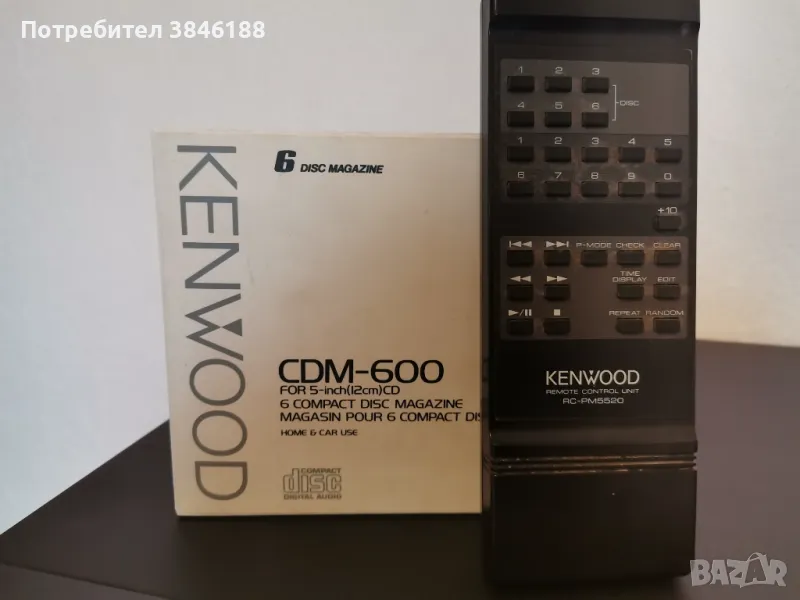 Потребител 3846188
KENWOOD
6 DISC MAGAZINE
CDM-600
FOR 5-inch(12cm)CD
6 COMPACT DISC MAGAZINE
MAGASIN POUR 6 COMPACT
HOME & CAR USE
COMPACT
disc
DIGITAL AUDIO
1 2 3
DISC
4 5 6
1 2 3 4 5
6 7 8 9 0
+10
P-MODE CHECK CLEAR
TIME
DISPLAY EDIT
REPEAT RANDOM
KENWOOD
REMOTE CONTROL UNIT
RC-PM5520
BAZAR